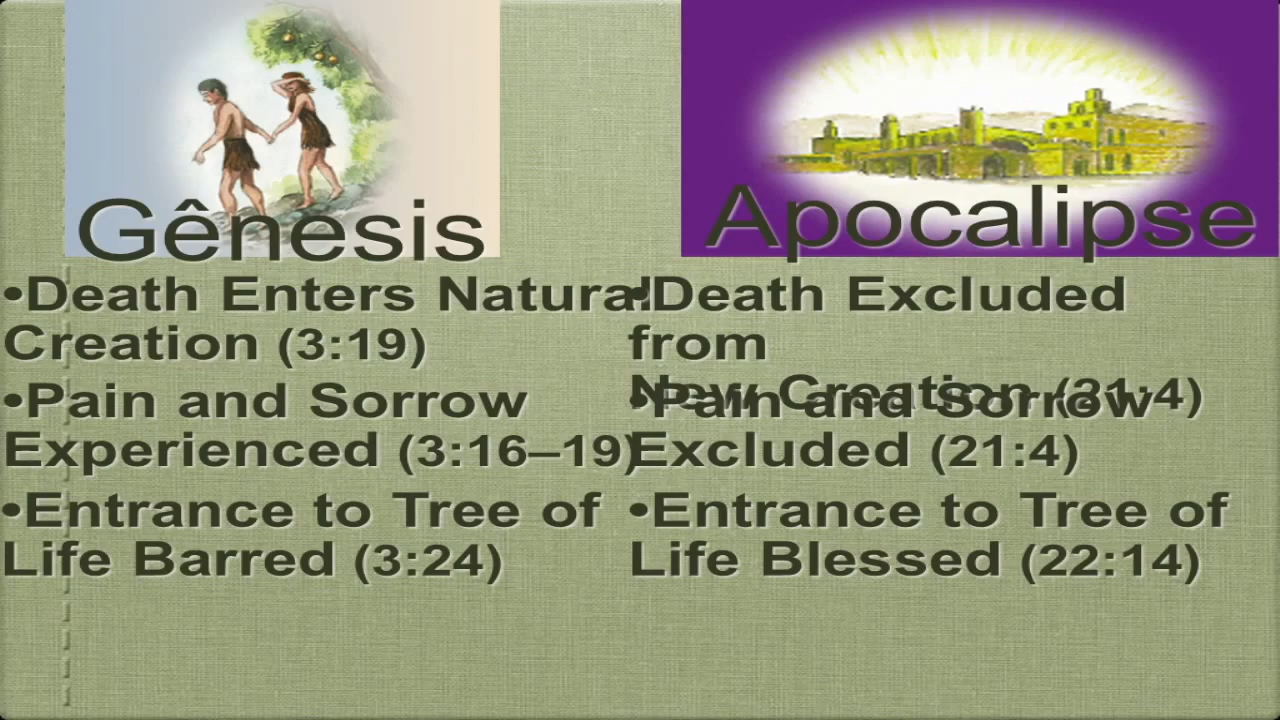 Gênesis
•Death Enters Natural
Creation (3:19)
•Pain and Sorrow
Experienced (3:16–19)
•Entrance to Tree of
Life Barred (3:24)
Apocalipse
•Death Excluded
from
New Creation (21:4)
•Pain and Sorrow
Excluded (21:4)
•Entrance to Tree of
Life Blessed (22:14)